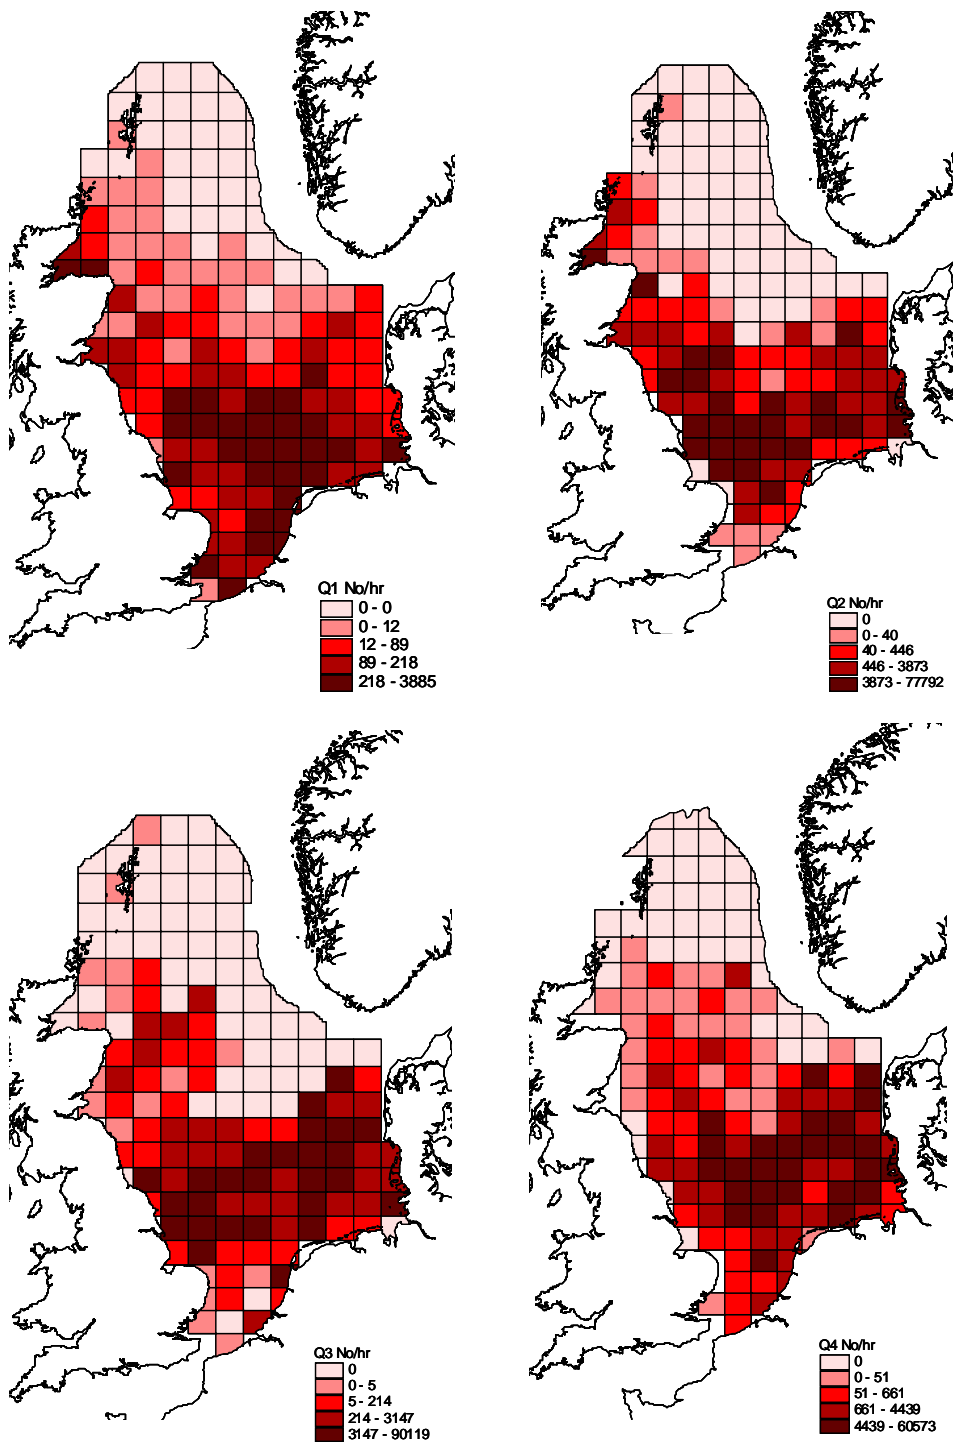 Q1 No/hr
0 - 0
0 - 12
12 - 89
89 - 218
218 - 3885
Q2 No/hr
0
0 - 40
40 - 446
446 - 3873
3873 - 77792
Q3 No/hr
0
0 - 5
5 - 214
214 - 3147
3147 - 90119
Q4 No/hr
0
0 - 51
51 - 661
661 - 4439
4439 - 60573